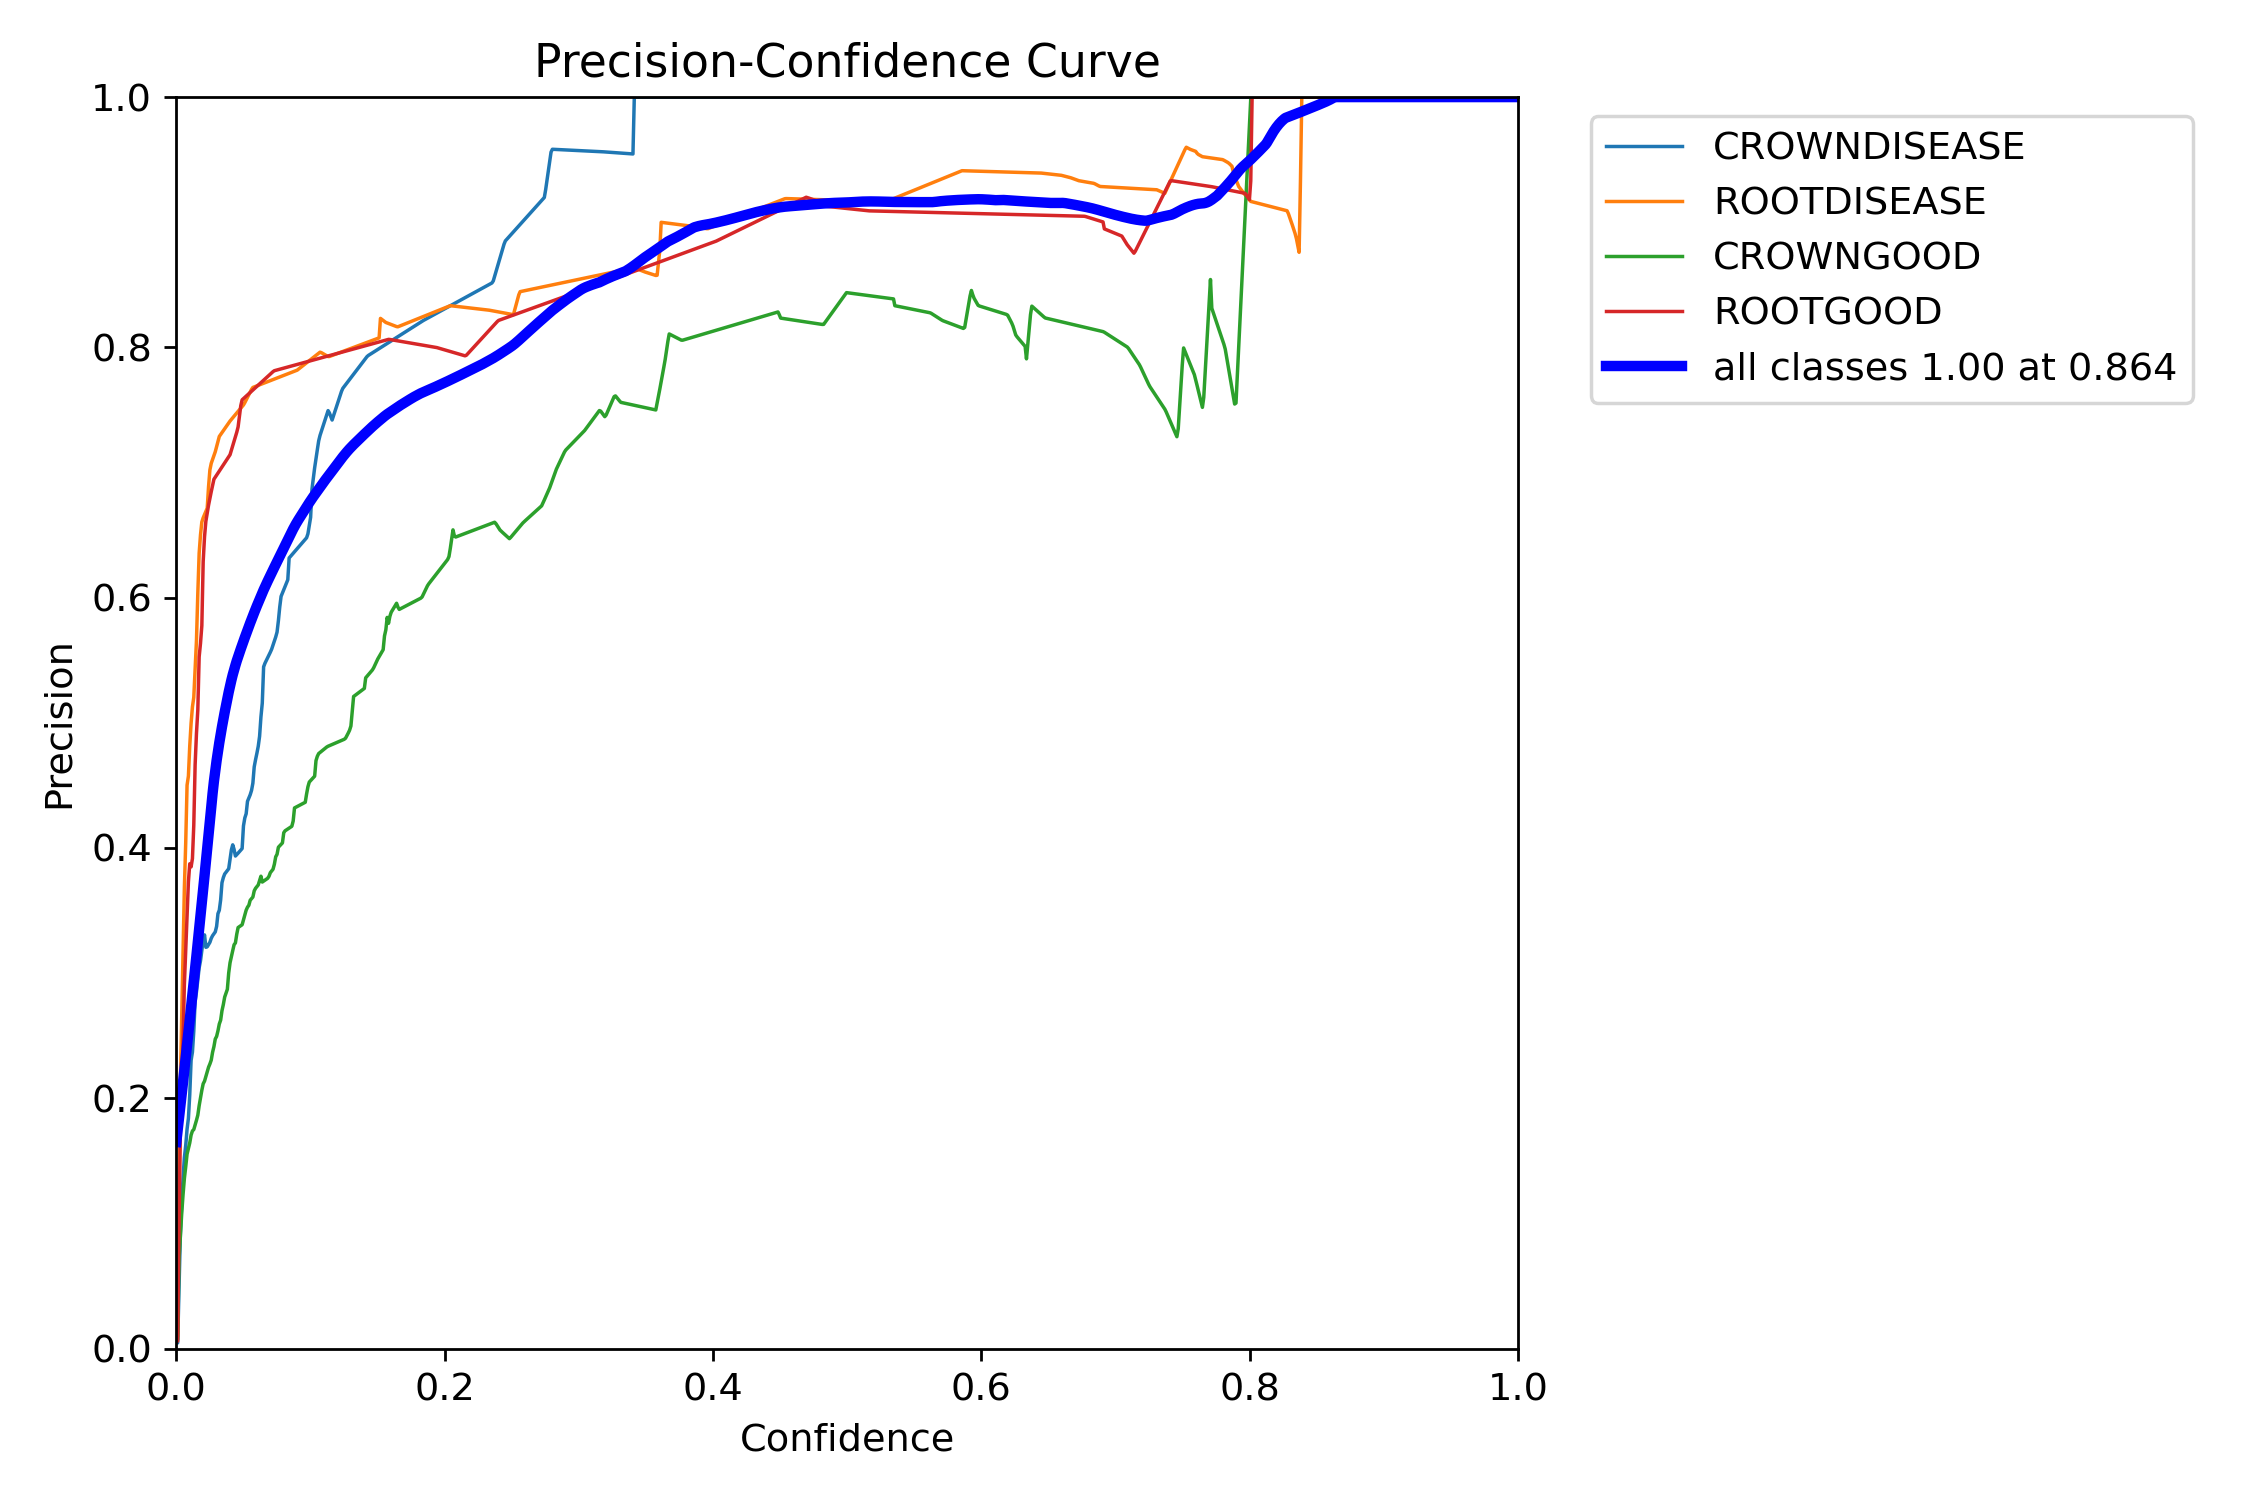 Precision-Confidence Curve
1.0
0.8
0.6
0.4
0.2
0.0
Precision
0.0 0.2 0.4 0.6 0.8 1.0
Confidence
CROWNDISEASE
ROOTDISEASE
CROWNGOOD
ROOTGOOD
all classes 1.00 at 0.864